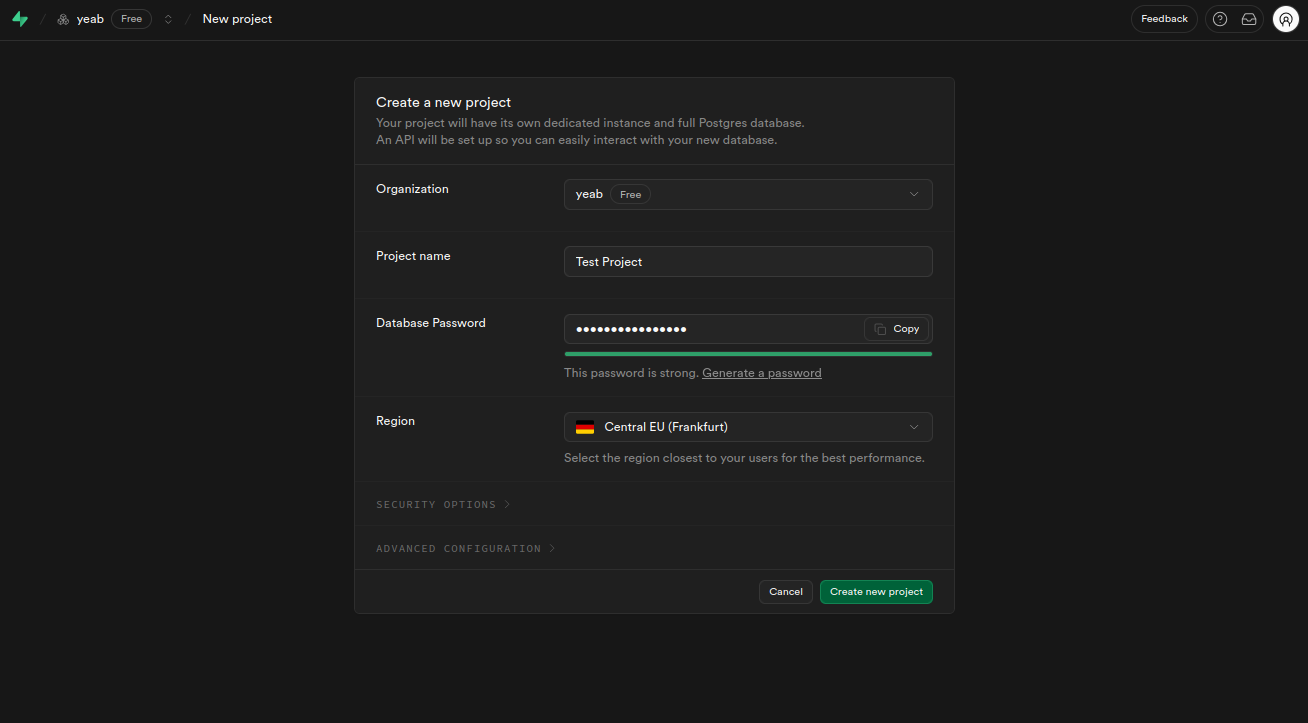 yeab Free New project
Feedback
Create a new project
Your project will have its own dedicated instance and full Postgres database.
An API will be set up so you can easily interact with your new database.
Organization
yeab Free
Project name
Test Project
Database Password
•••••••••••••••• Copy
This password is strong. Generate a password
Region
Central EU (Frankfurt)
Select the region closest to your users for the best performance.
SECURITY OPTIONS
ADVANCED CONFIGURATION
Cancel
Create new project